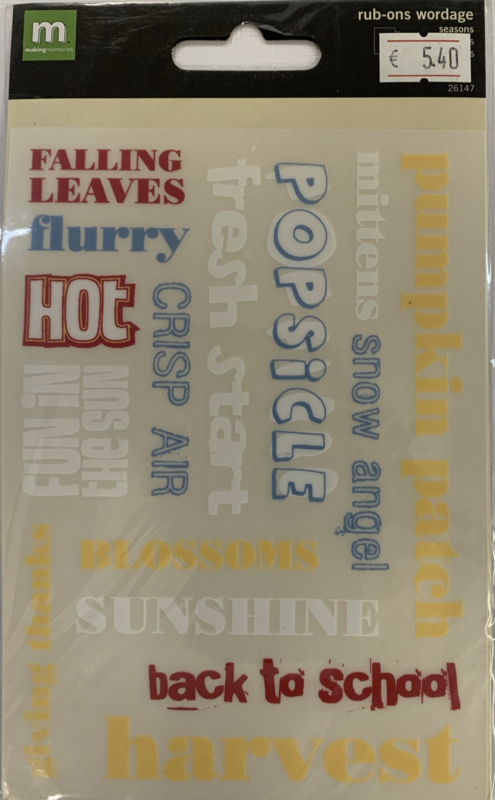 m
making memories
rub-ons wordage
seasons
€ 5.40
26147
FALLING
LEAVES
flurry
HOT
FUN iN
tHE SUN
CRISP AIR
fresh start
POPSiCLE
mittens
snow angel
pumpkin patch
giving thanks
BLOSSOMS
SUNSHINE
back to school
harvest